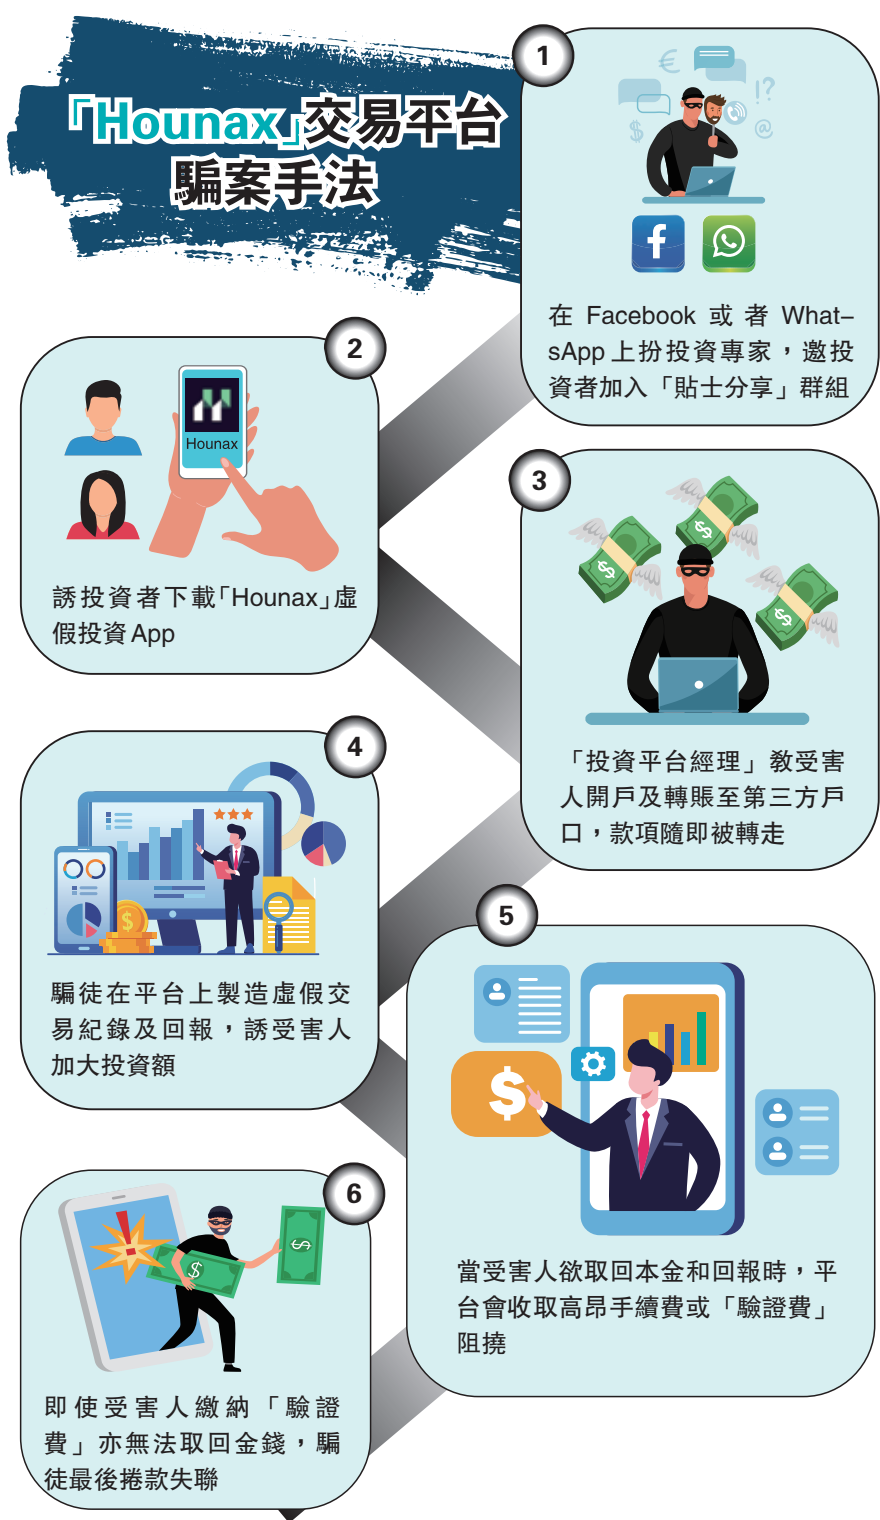 「Hounax」交易平台
騙案手法
1
在 Facebook 或者 What-
sApp 上扮投資專家，邀投
資者加入「貼士分享」群組
2
Hounax
誘投資者下載「Hounax」虛
假投資 App
3
「投資平台經理」教受害
人開戶及轉賬至第三方戶
口，款項隨即被轉走
4
騙徒在平台上製造虛假交
易紀錄及回報，誘受害人
加大投資額
5
當受害人欲取回本金和回報時，平
台會收取高昂手續費或「驗證費」
阻撓
6
即使受害人繳納「驗證
費」亦無法取回金錢，騙
徒最後捲款失聯